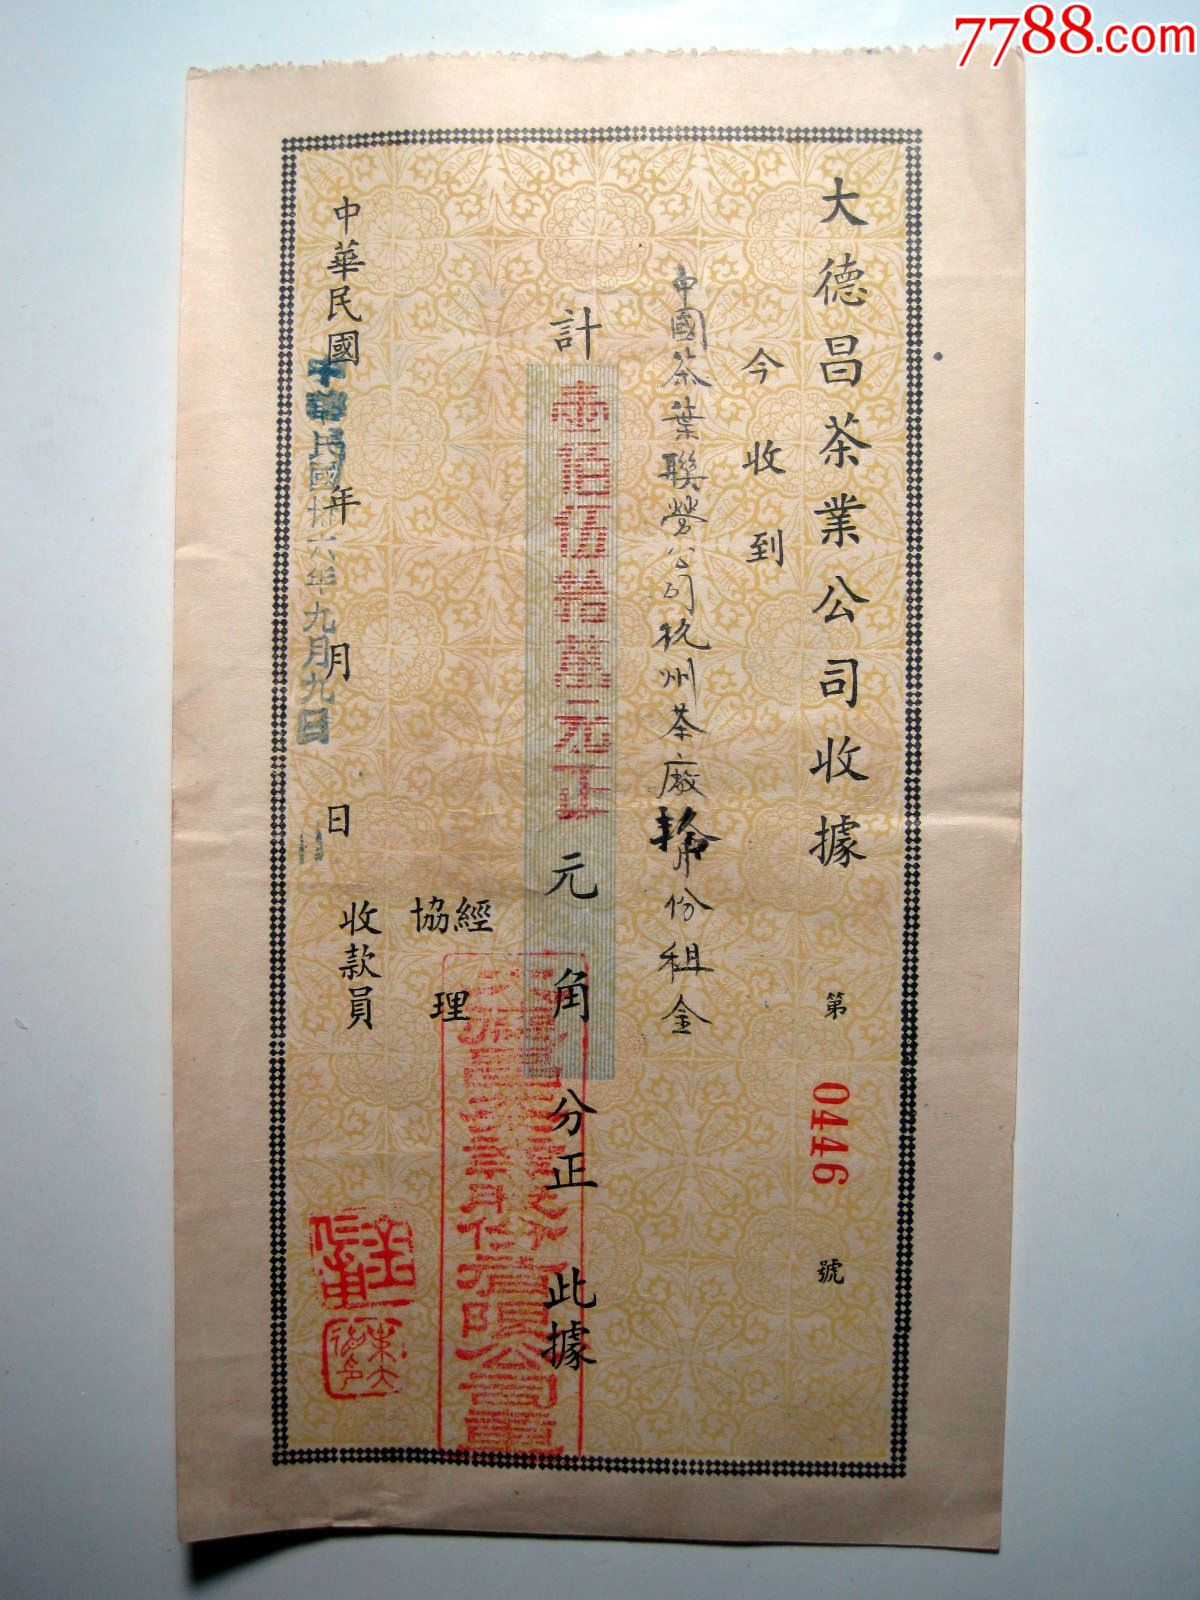 7788.com
大德昌茶業公司收據 第 0446 號
今收到
中國茶葉聯營公司杭州茶廠 月份租金
計 壹佰伍拾萬元正 元 角 分正 此據
經協理
收款員
中華民國 年 月 日
中華民國卅六年九月九日